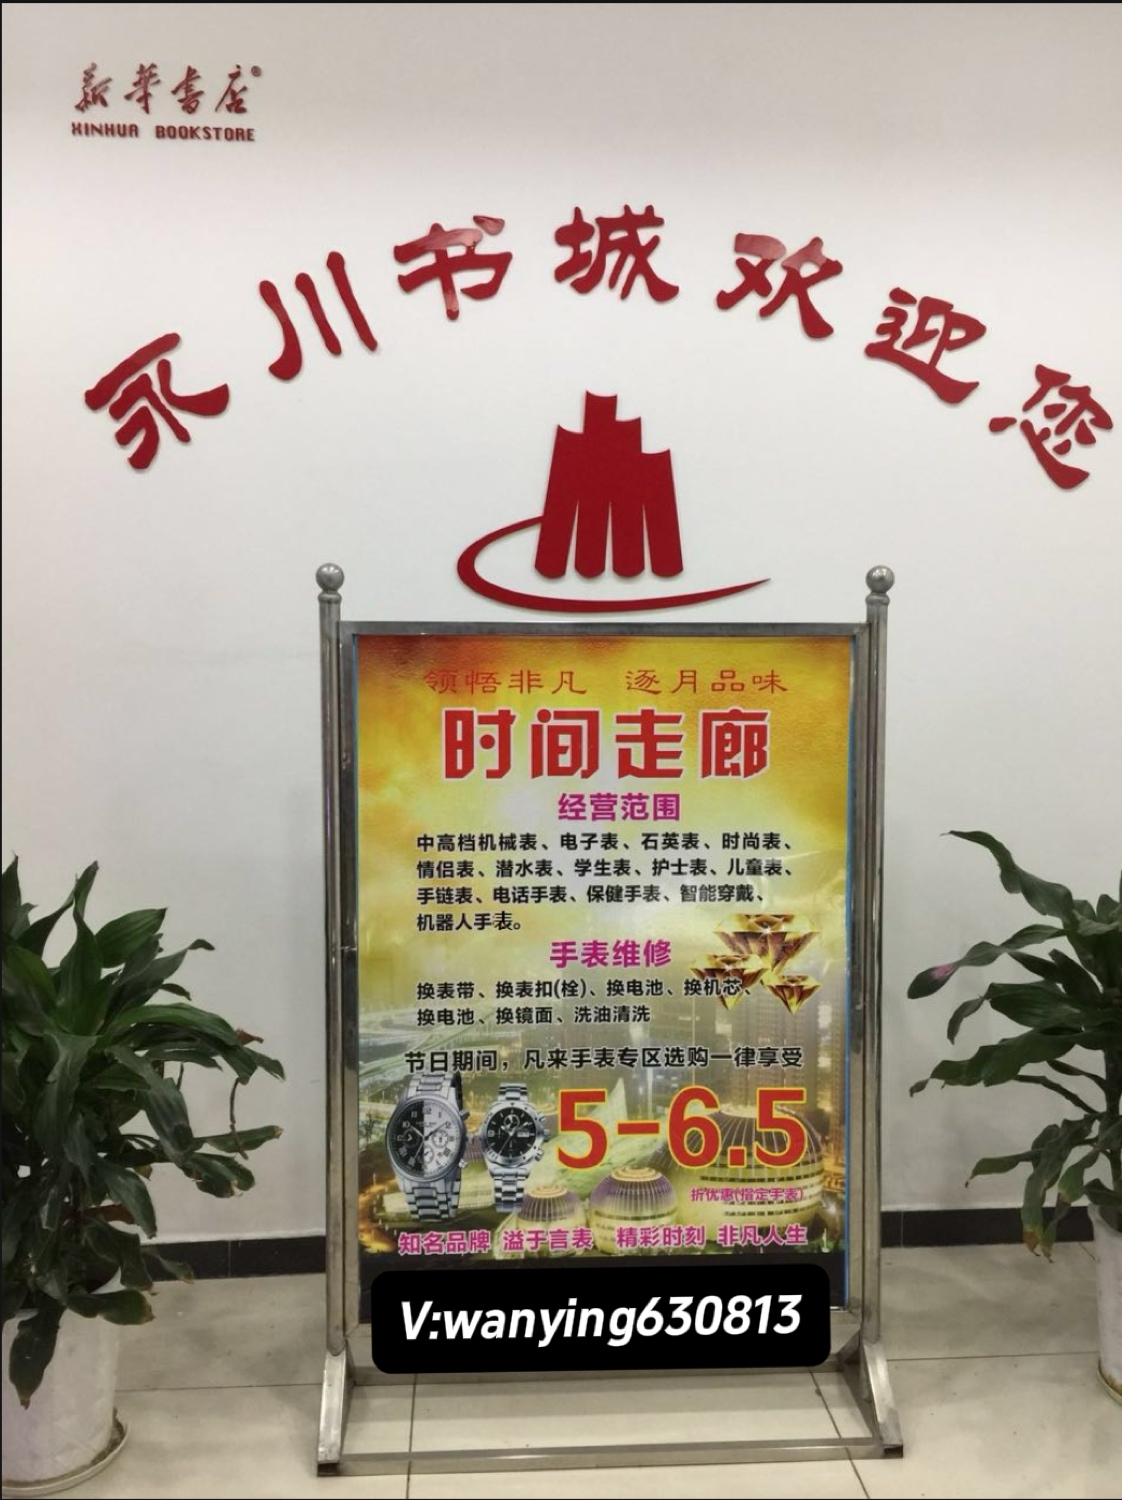 新華書店®
XINHUA BOOKSTORE
永川书城欢迎您
领悟非凡 逐月品味
时间走廊
经营范围
中高档机械表、电子表、石英表、时尚表、
情侣表、潜水表、学生表、护士表、儿童表、
手链表、电话手表、保健手表、智能穿戴、
机器人手表。
手表维修
换表带、换表扣(栓)、换电池、换机芯、
换电池、换镜面、洗油清洗
节日期间，凡来手表专区选购一律享受
5-6.5
折优惠(指定手表)
知名品牌 溢于言表 精彩时刻 非凡人生
V:wanying630813